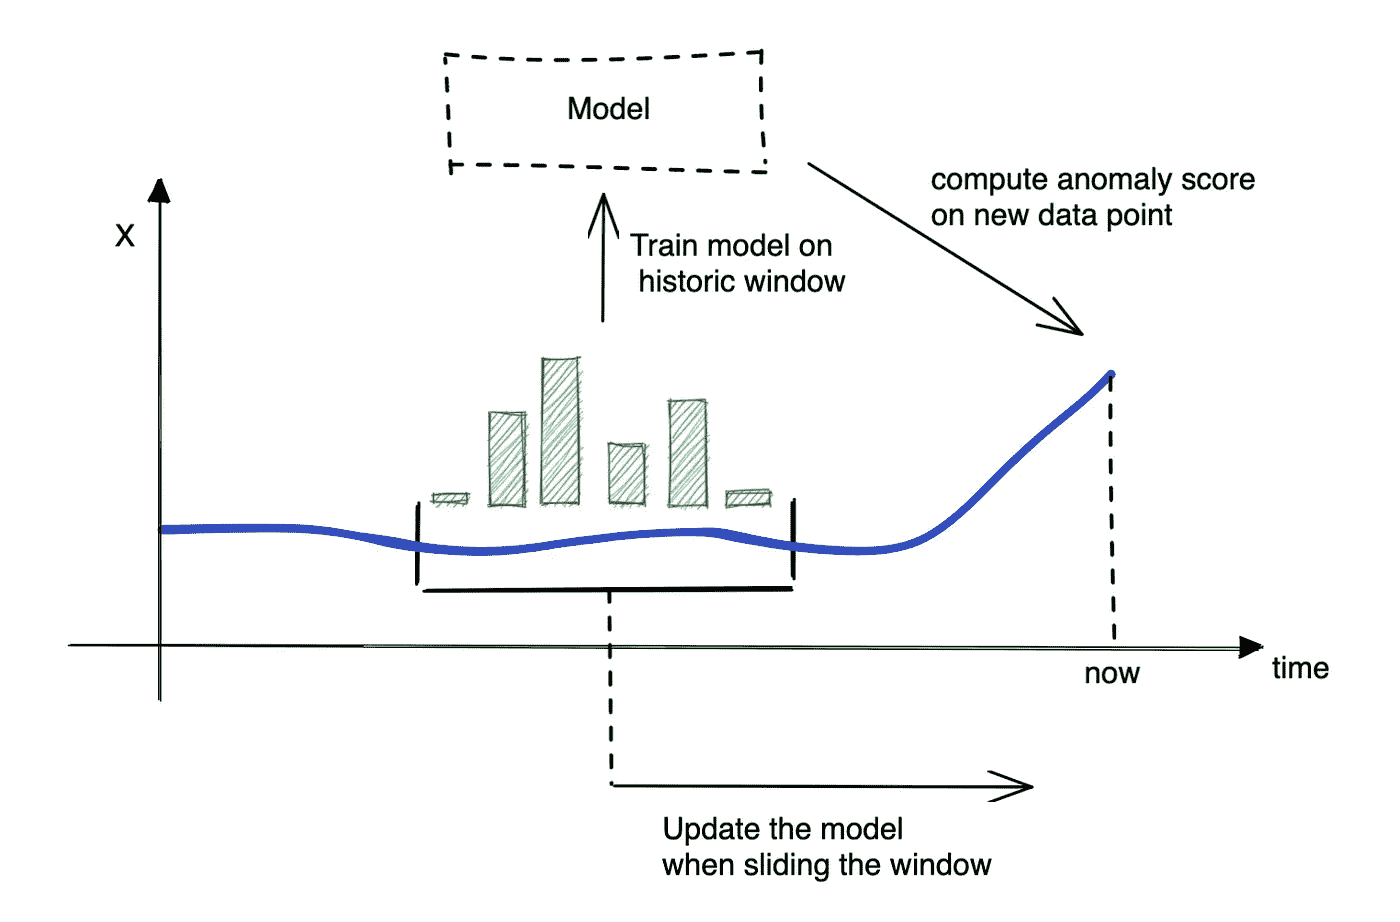 Model
compute anomaly score
on new data point
X
Train model on
historic window
now
time
Update the model
when sliding the window